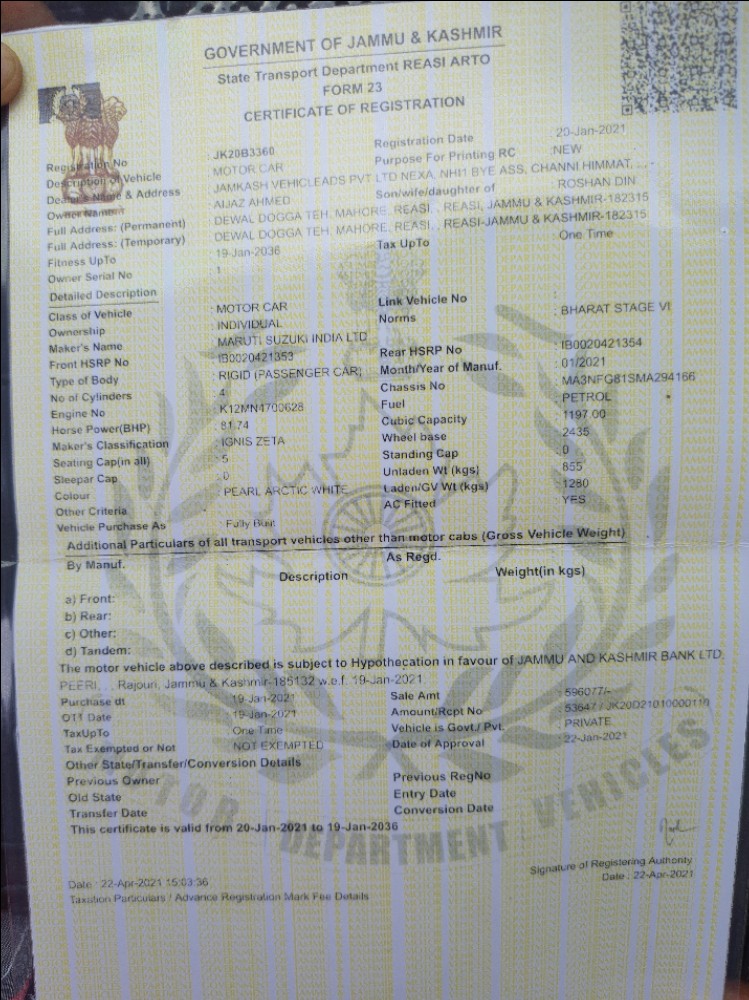 GOVERNMENT OF JAMMU & KASHMIR
State Transport Department REASI ARTO
FORM 23
CERTIFICATE OF REGISTRATION
Registration No : JK20B3360 Registration Date : 20-Jan-2021
Description of Vehicle : MOTOR CAR Purpose For Printing RC :NEW
Dealer's Name & Address : JAMKASH VEHICLEADS PVT LTD NEXA, NH1 BYE ASS, CHANNI HIMMAT, , -
Owner Name : AIJAZ AHMED Son/wife/daughter of : ROSHAN DIN
Full Address: (Permanent) : DEWAL DOGGA TEH, MAHORE, REASI, , REASI, JAMMU & KASHMIR-182315
Full Address: (Temporary) : DEWAL DOGGA TEH, MAHORE, REASI, , REASI-JAMMU & KASHMIR-182315
Fitness UpTo : 19-Jan-2036 Tax UpTo : One Time
Owner Serial No : 1
Detailed Description
Class of Vehicle : MOTOR CAR Link Vehicle No :
Ownership : INDIVIDUAL Norms : BHARAT STAGE VI
Maker's Name : MARUTI SUZUKI INDIA LTD
Front HSRP No : IB0020421353 Rear HSRP No : IB0020421354
Type of Body : RIGID (PASSENGER CAR) Month/Year of Manuf. : 01/2021
No of Cylinders : 4 Chassis No : MA3NFG81SMA294166
Engine No : K12MN4700628 Fuel : PETROL
Horse Power(BHP) : 81.74 Cubic Capacity : 1197.00
Maker's Classification : IGNIS ZETA Wheel base : 2435
Seating Cap(in all) : 5 Standing Cap : 0
Sleepar Cap : 0 Unladen Wt (kgs) : 855
Colour : PEARL ARCTIC WHITE Laden/GV Wt (kgs) : 1280
Other Criteria AC Fitted : YES
Vehicle Purchase As : Fully Built
Additional Particulars of all transport vehicles other than motor cabs (Gross Vehicle Weight)
By Manuf. As Regd.
Description Weight(in kgs)
a) Front:
b) Rear:
c) Other:
d) Tandem:
The motor vehicle above described is subject to Hypothecation in favour of JAMMU AND KASHMIR BANK LTD,
PEERI, , , Rajouri, Jammu & Kashmir-185132 w.e.f. 19-Jan-2021.
Purchase dt : 19-Jan-2021 Sale Amt : 596077/-
OTT Date : 19-Jan-2021 Amount/Rcpt No : 53647 / JK20D21010000110
TaxUpTo One Time Vehicle is Govt./ Pvt. : PRIVATE
Tax Exempted or Not NOT EXEMPTED Date of Approval : 22-Jan-2021
Other State/Transfer/Conversion Details
Previous Owner Previous RegNo
Old State Entry Date
Transfer Date Conversion Date
This certificate is valid from 20-Jan-2021 to 19-Jan-2036
MOTOR VEHICLES DEPARTMENT
Signature of Registering Authority
Date : 22-Apr-2021 15:03:36 Date : 22-Apr-2021
Taxation Particulars / Advance Registration Mark Fee Details